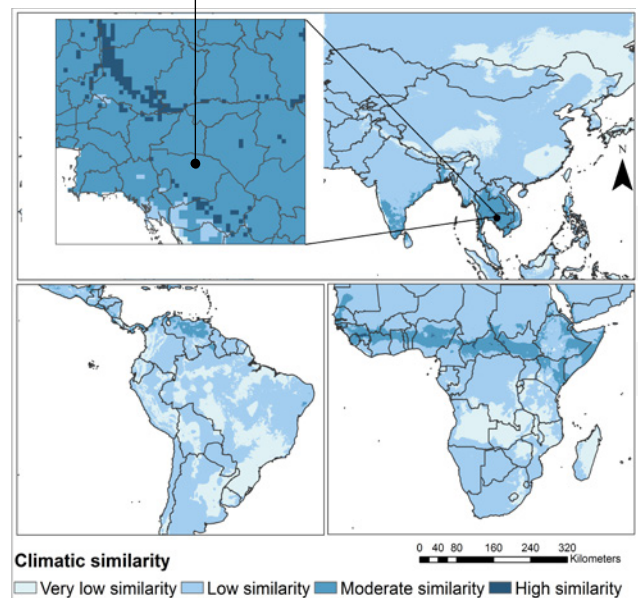 N
Climatic similarity
0 40 80 160 240 320
Kilometers
Very low similarity Low similarity Moderate similarity High similarity